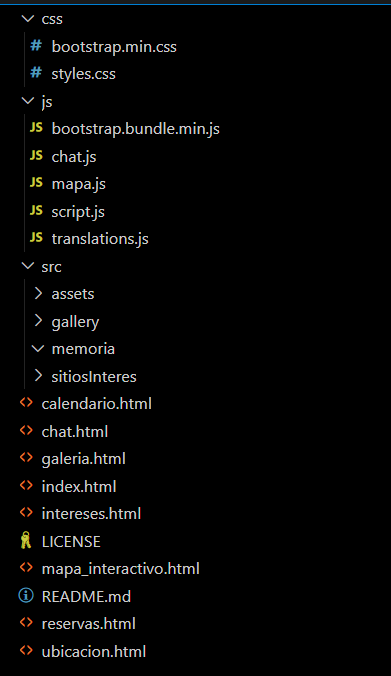 css
# bootstrap.min.css
# styles.css
js
JS bootstrap.bundle.min.js
JS chat.js
JS mapa.js
JS script.js
JS translations.js
src
assets
gallery
memoria
sitiosInteres
<> calendario.html
<> chat.html
<> galeria.html
<> index.html
<> intereses.html
LICENSE
<> mapa_interactivo.html
README.md
<> reservas.html
<> ubicacion.html